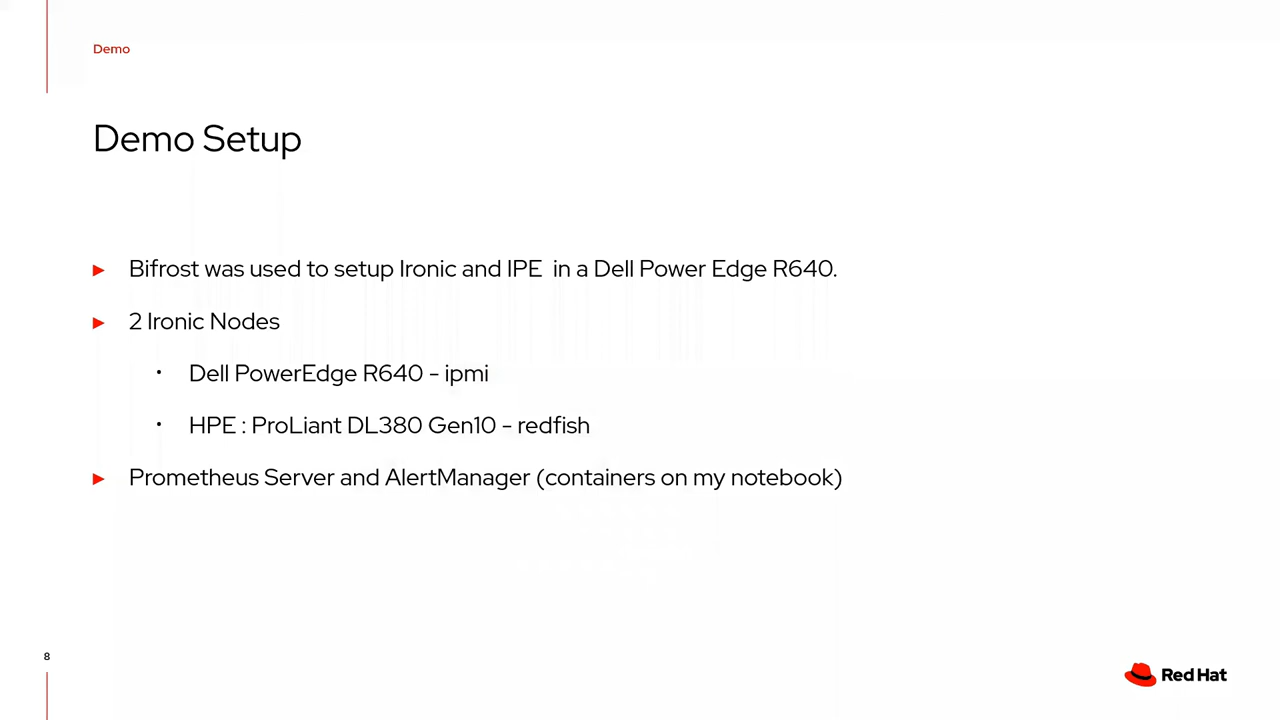 Demo
Demo Setup
▸ Bifrost was used to setup Ironic and IPE  in a Dell Power Edge R640.
▸ 2 Ironic Nodes
• Dell PowerEdge R640 - ipmi
• HPE : ProLiant DL380 Gen10 - redfish
▸ Prometheus Server and AlertManager (containers on my notebook)
8
Red Hat